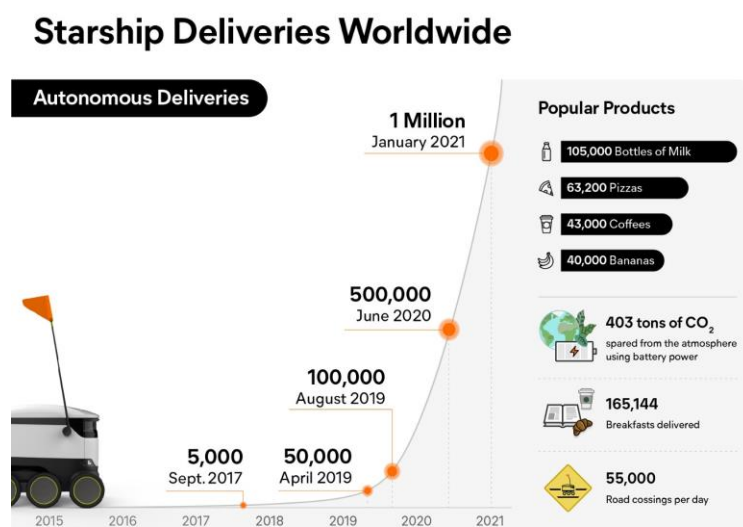 Starship Deliveries Worldwide
Autonomous Deliveries
1 Million
January 2021
500,000
June 2020
100,000
August 2019
50,000
April 2019
5,000
Sept. 2017
2015 2016 2017 2018 2019 2020 2021
Popular Products
105,000 Bottles of Milk
63,200 Pizzas
43,000 Coffees
40,000 Bananas
403 tons of CO₂
spared from the atmosphere
using battery power
165,144
Breakfasts delivered
55,000
Road cossings per day